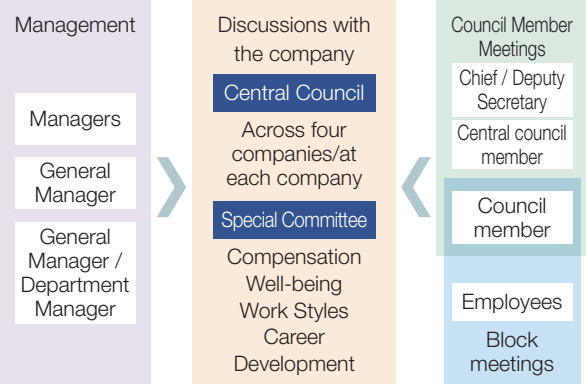 Management
Managers
General
Manager
General
Manager /
Department
Manager
Discussions with
the company
Central Council
Across four
companies/at
each company
Special Committee
Compensation
Well-being
Work Styles
Career
Development
Council Member
Meetings
Chief / Deputy
Secretary
Central council
member
Council
member
Employees
Block
meetings